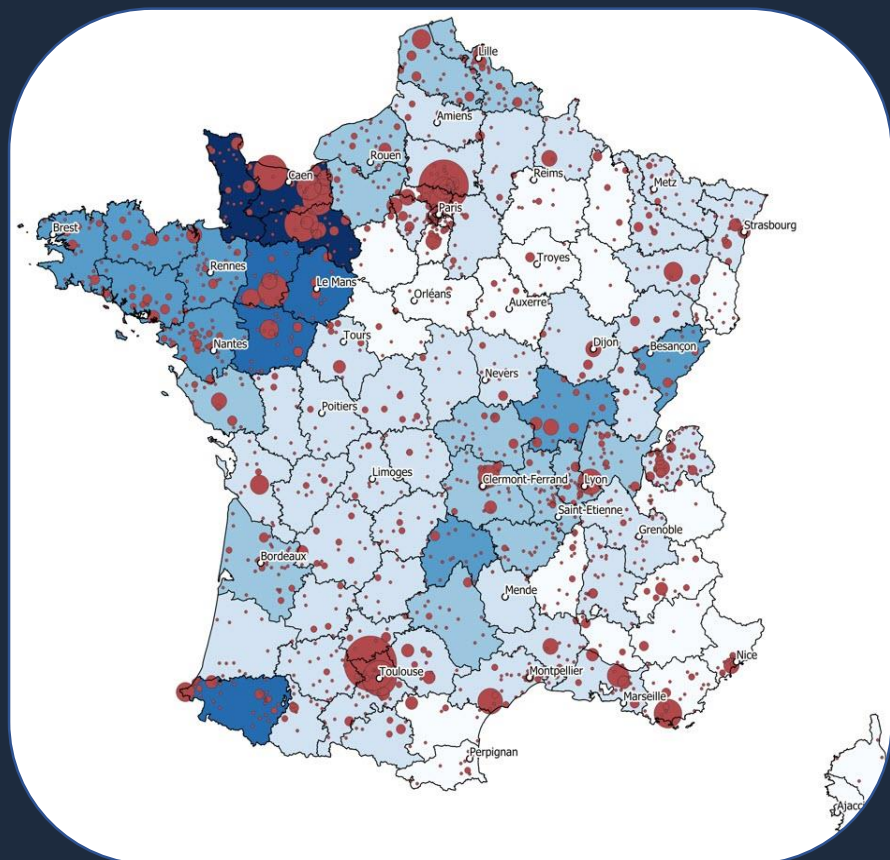 Lille
Amiens
Rouen
Caen
Reims
Metz
Paris
Strasbourg
Brest
Rennes
Le Mans
Troyes
Orléans
Auxerre
Tours
Nantes
Dijon
Besançon
Nevers
Poitiers
Limoges
Clermont-Ferrand
Lyon
Saint-Etienne
Grenoble
Bordeaux
Mende
Nice
Toulouse
Montpellier
Marseille
Perpignan
Ajacci